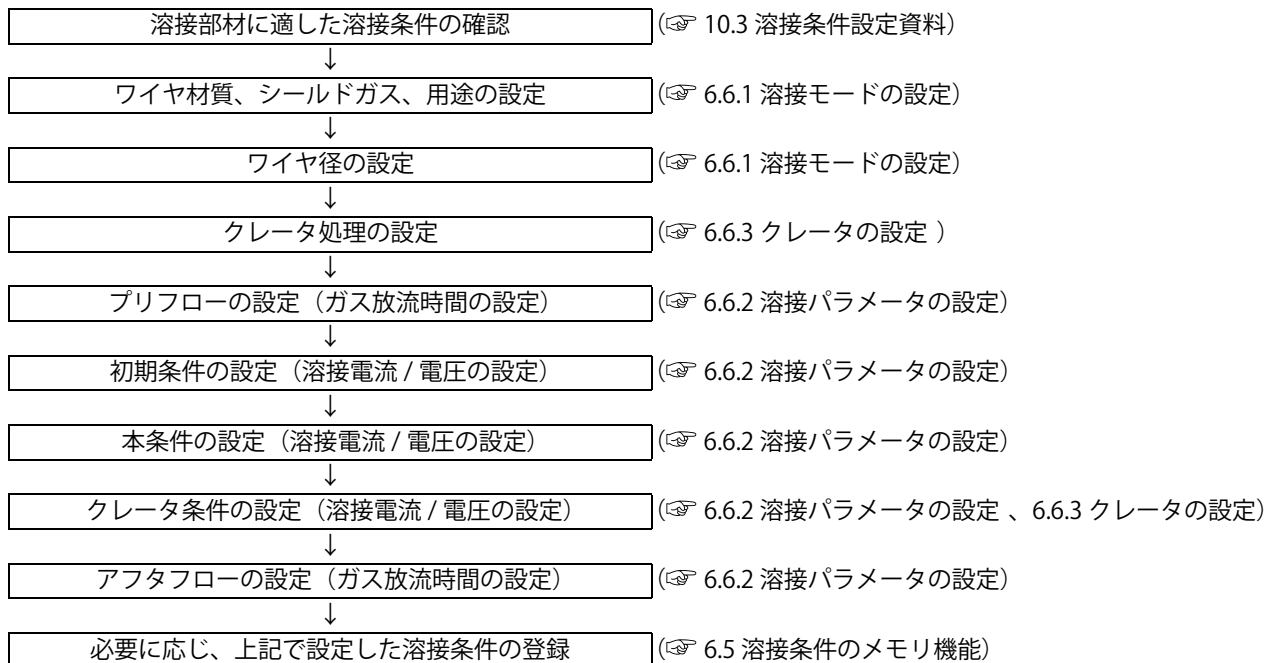 溶接部材に適した溶接条件の確認 (☞ 10.3 溶接条件設定資料)
↓
ワイヤ材質、シールドガス、用途の設定 (☞ 6.6.1 溶接モードの設定)
↓
ワイヤ径の設定 (☞ 6.6.1 溶接モードの設定)
↓
クレータ処理の設定 (☞ 6.6.3 クレータの設定 )
↓
プリフローの設定（ガス放流時間の設定） (☞ 6.6.2 溶接パラメータの設定)
↓
初期条件の設定（溶接電流 / 電圧の設定） (☞ 6.6.2 溶接パラメータの設定)
↓
本条件の設定（溶接電流 / 電圧の設定） (☞ 6.6.2 溶接パラメータの設定)
↓
クレータ条件の設定（溶接電流 / 電圧の設定） (☞ 6.6.2 溶接パラメータの設定 、6.6.3 クレータの設定)
↓
アフタフローの設定（ガス放流時間の設定） (☞ 6.6.2 溶接パラメータの設定)
↓
必要に応じ、上記で設定した溶接条件の登録 (☞ 6.5 溶接条件のメモリ機能)